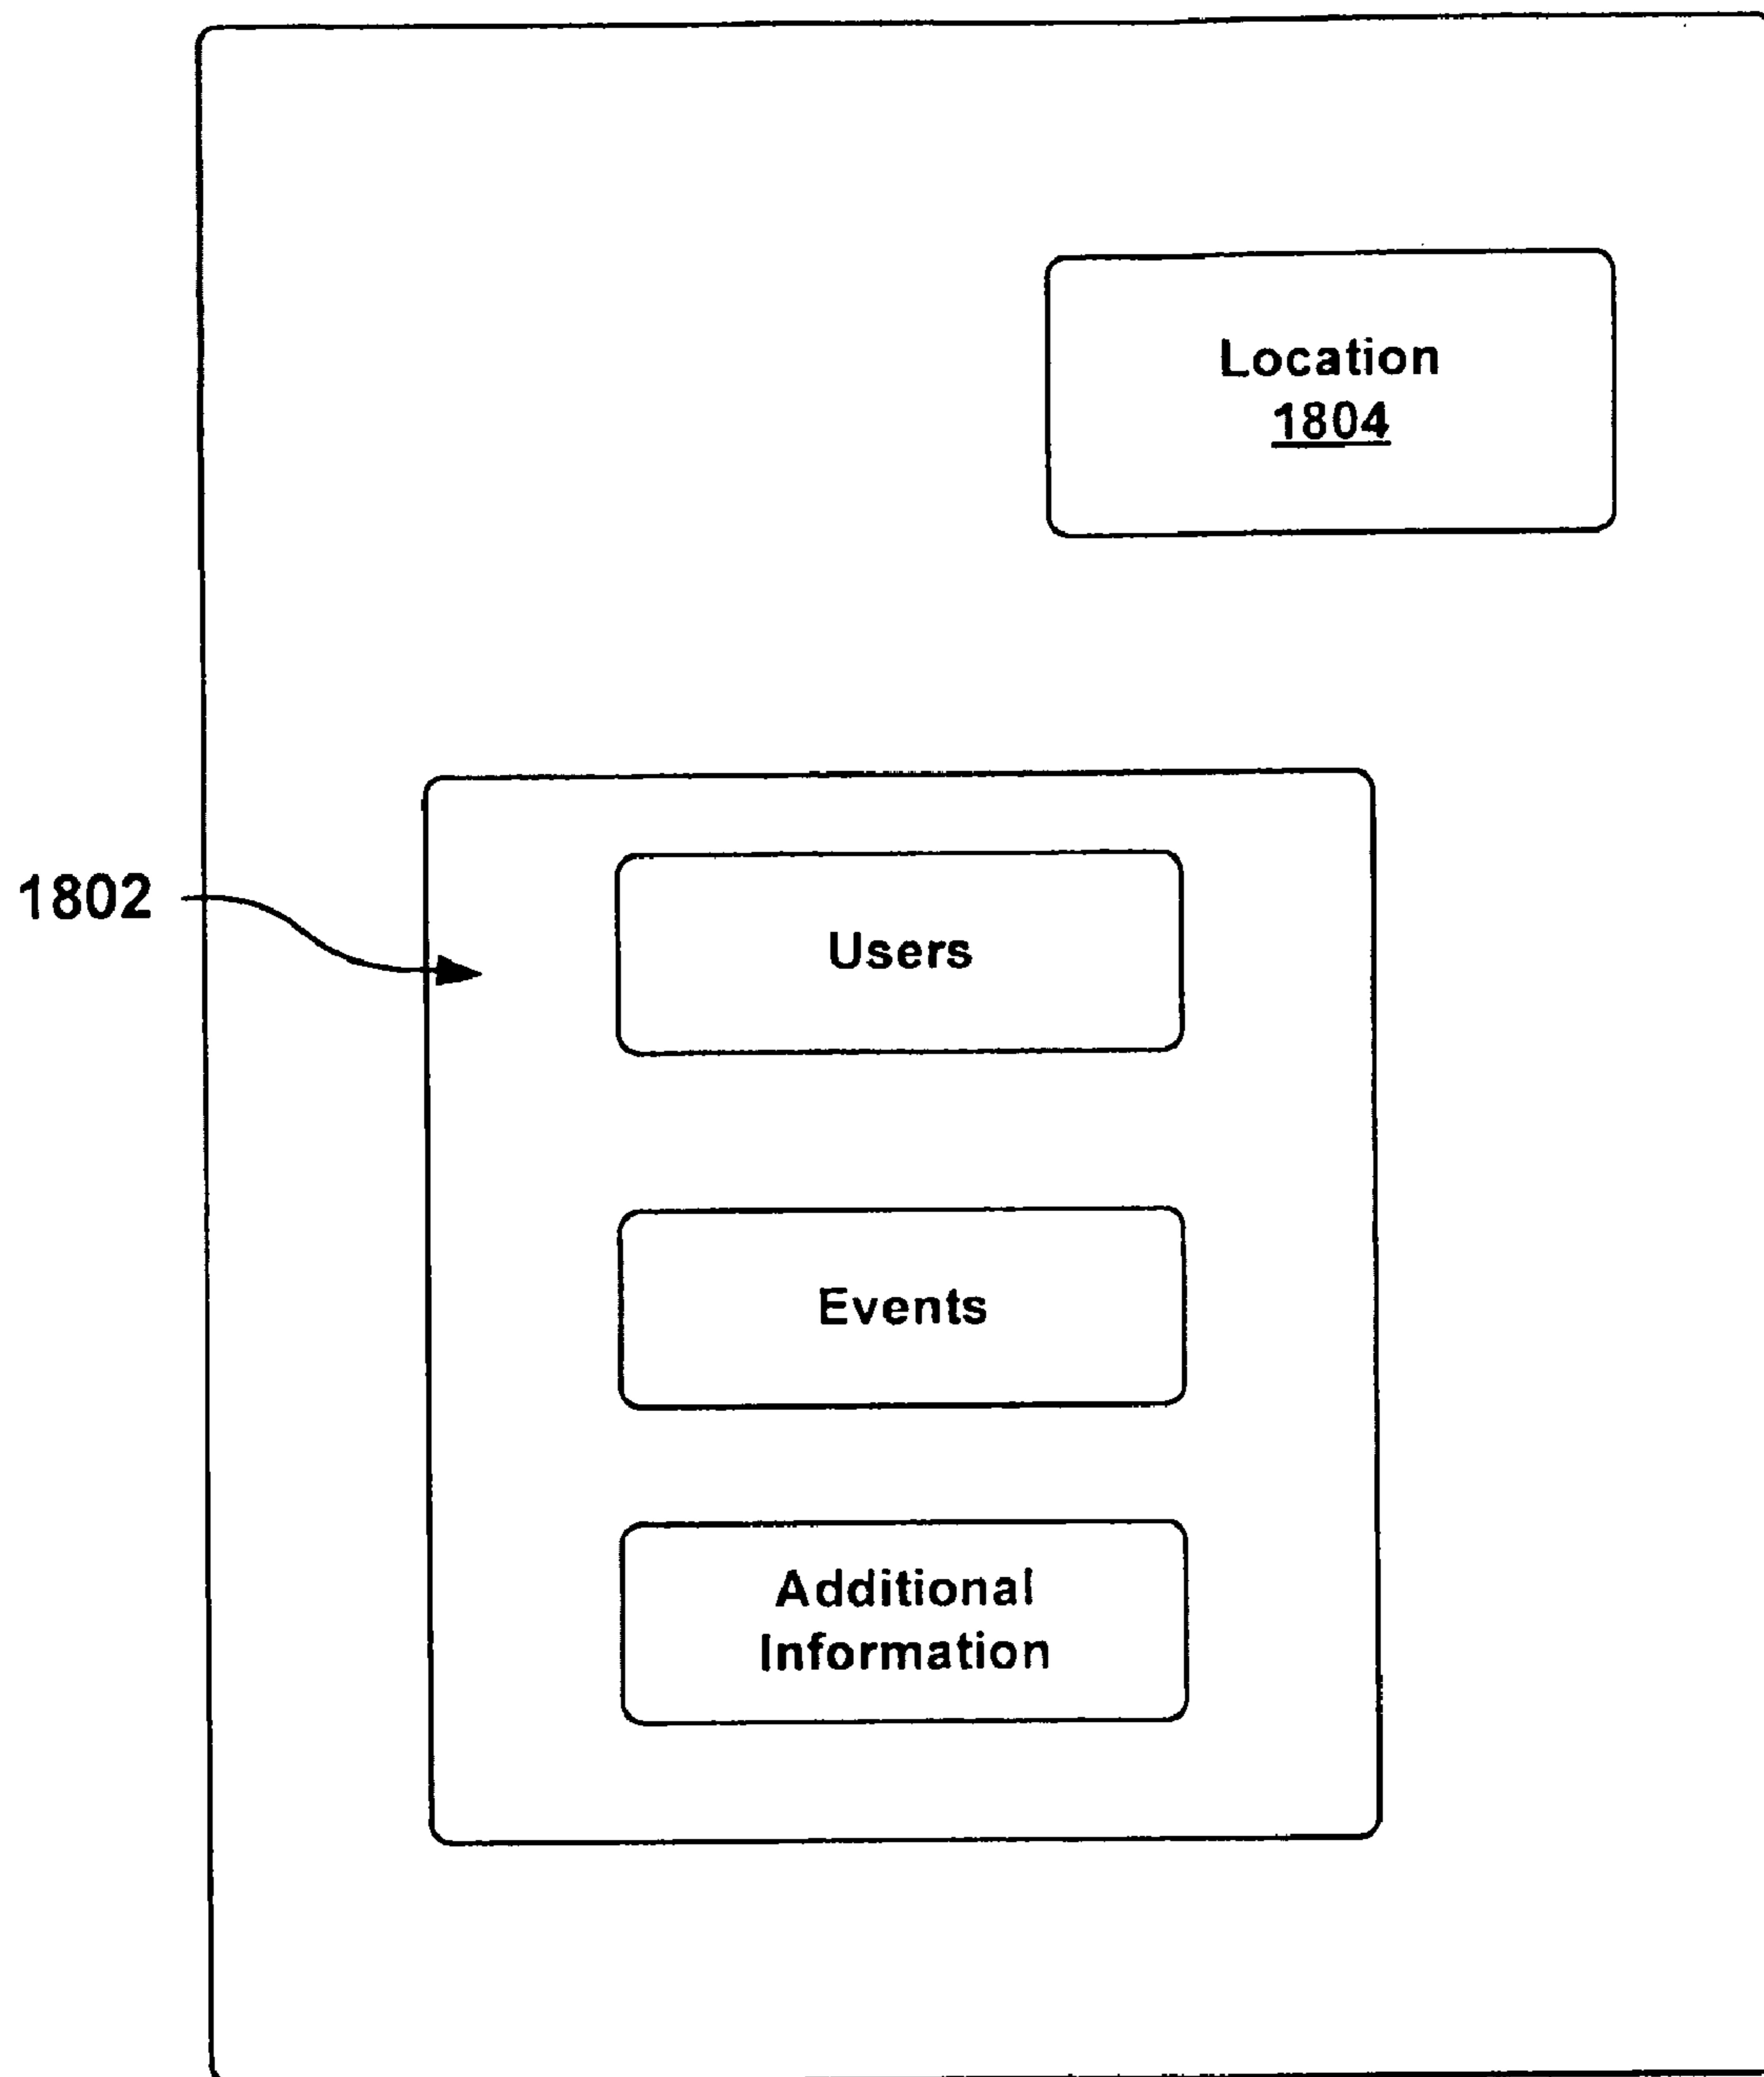 Location
1804
1802
Users
Events
Additional
Information